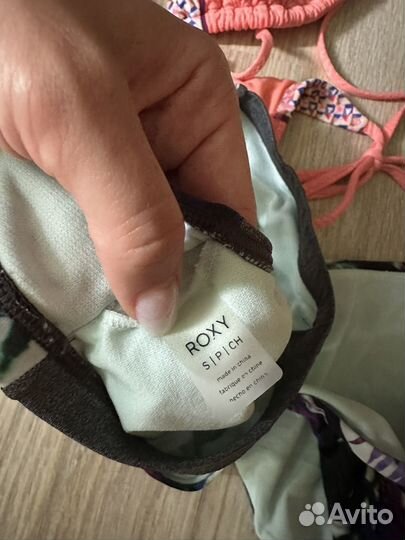 ROXY
S|P|CH
made in china
fabriqué en chine
hecho en china
Avito